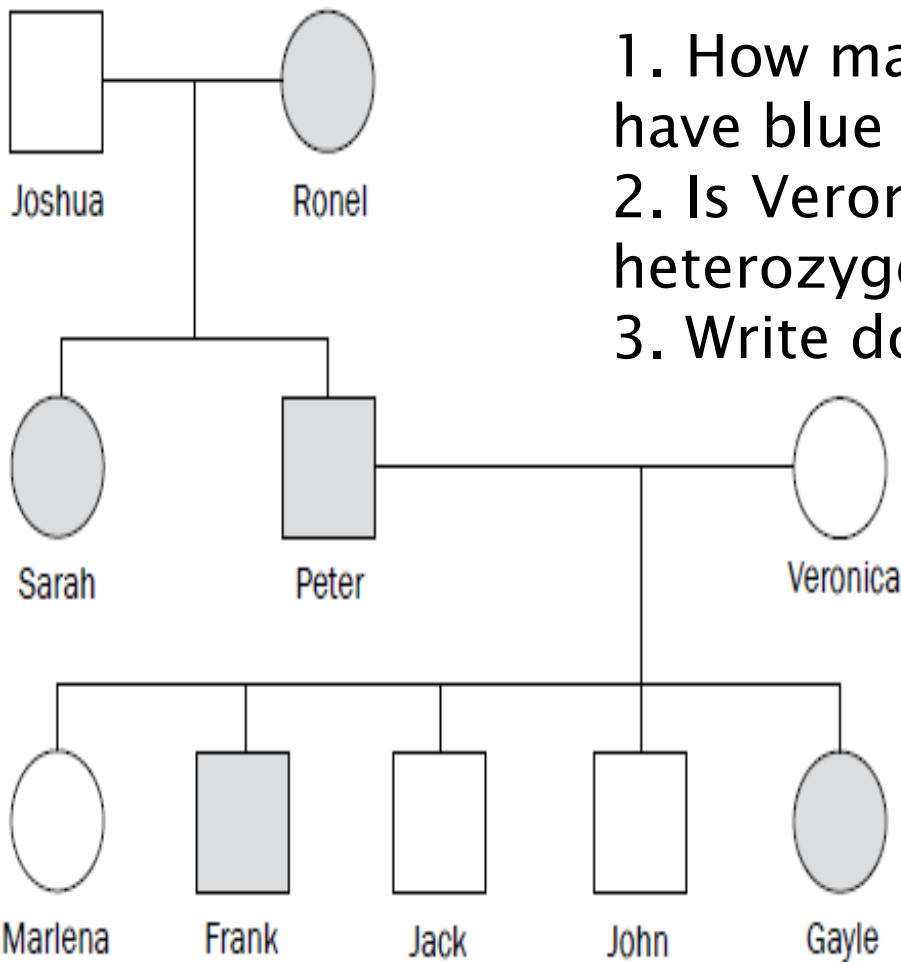 1. How ma
have blue
2. Is Veron
heterozygo
3. Write do
Joshua
Ronel
Sarah
Peter
Veronica
Marlena
Frank
Jack
John
Gayle